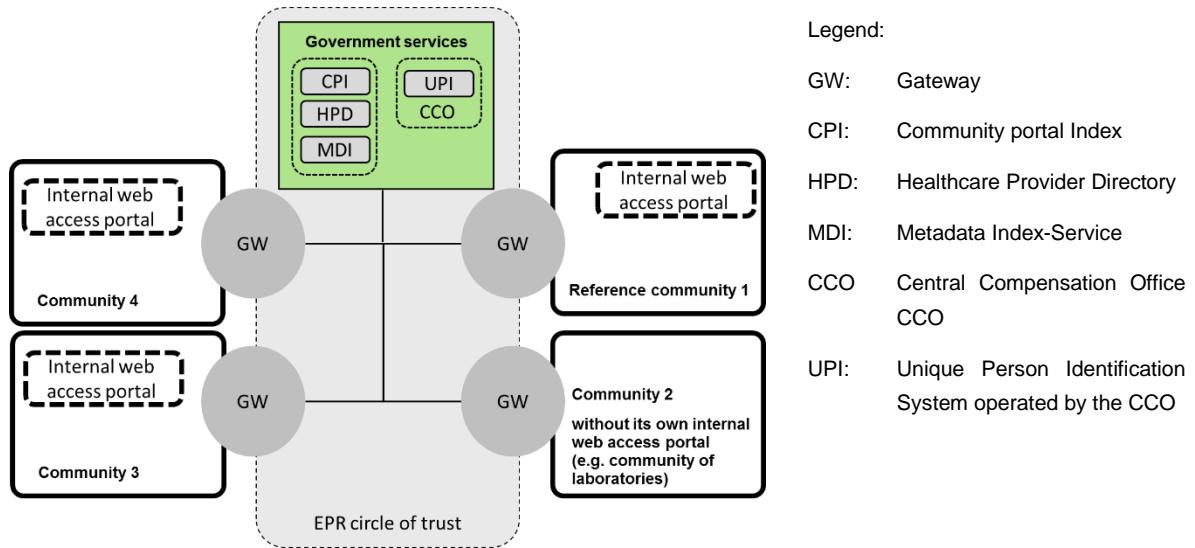 Government services
CPI
HPD
MDI
UPI
CCO
Internal web
access portal
GW
Community 4
Internal web
access portal
GW
Reference community 1
Internal web
access portal
GW
Community 3
GW
Community 2
without its own internal
web access portal
(e.g. community of
laboratories)
EPR circle of trust
Legend:
GW: Gateway
CPI: Community portal Index
HPD: Healthcare Provider Directory
MDI: Metadata Index-Service
CCO Central Compensation Office
CCO
UPI: Unique Person Identification
System operated by the CCO